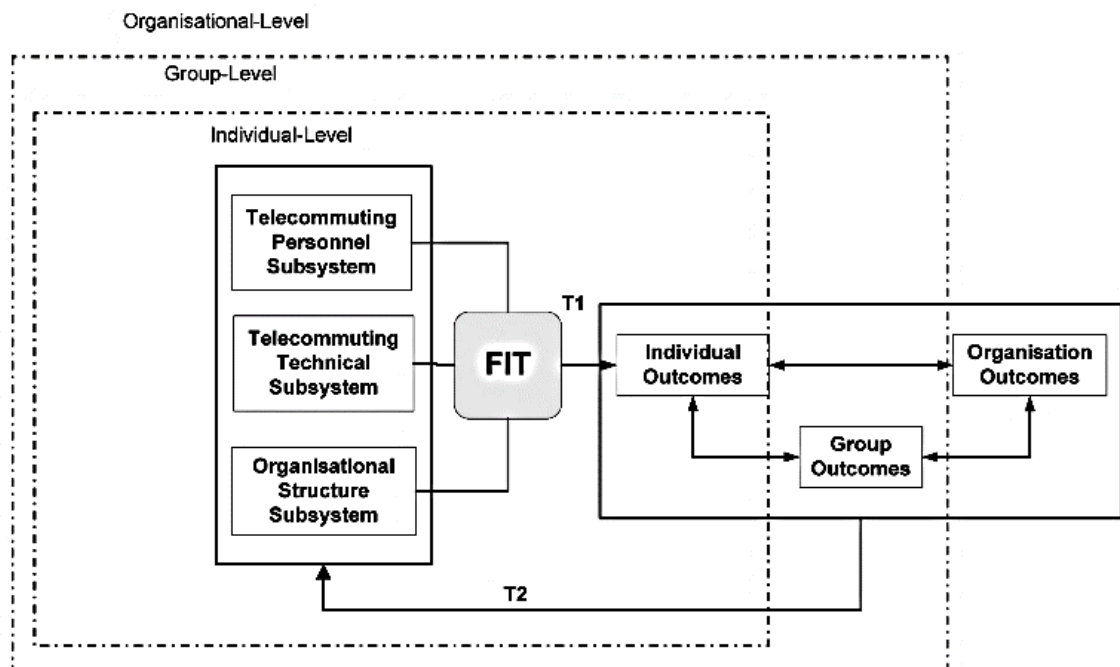 Organisational-Level
Group-Level
Individual-Level
Telecommuting
Personnel
Subsystem
Telecommuting
Technical
Subsystem
Organisational
Structure
Subsystem
FIT
T1
Individual
Outcomes
Organisation
Outcomes
Group
Outcomes
T2